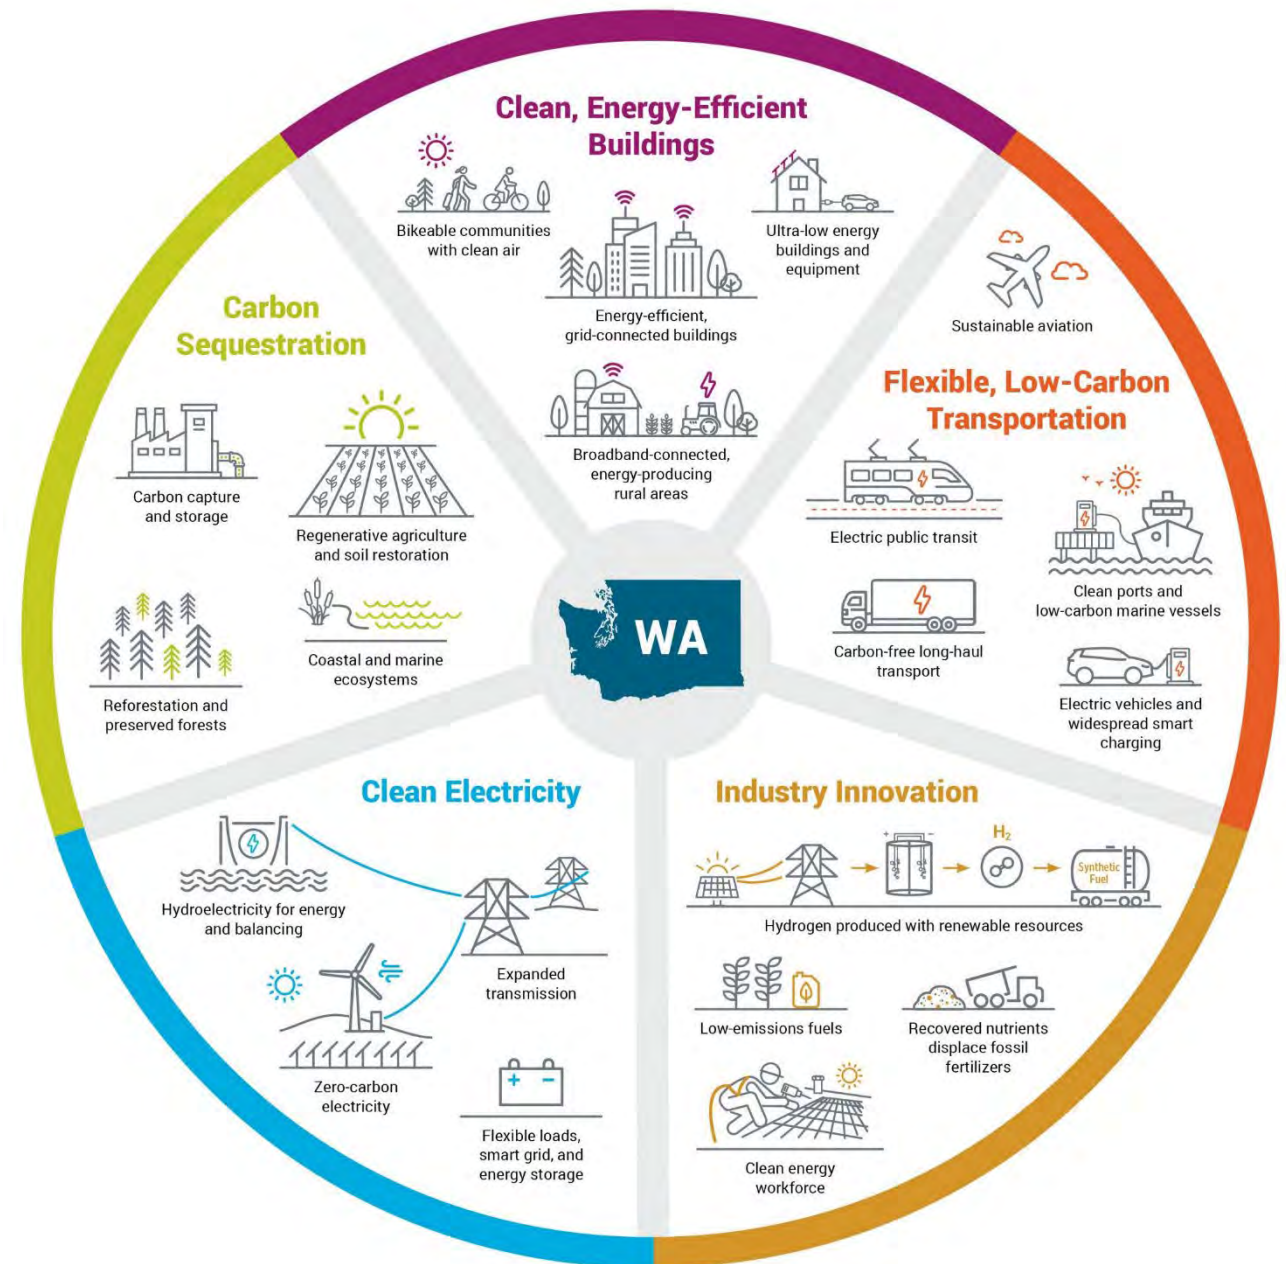 Clean, Energy-Efficient
Buildings
Bikeable communities
with clean air
Energy-efficient,
grid-connected buildings
Ultra-low energy
buildings and
equipment
Broadband-connected,
energy-producing
rural areas
Sustainable aviation
Flexible, Low-Carbon
Transportation
Electric public transit
Clean ports and
low-carbon marine vessels
Carbon-free long-haul
transport
Electric vehicles and
widespread smart
charging
Carbon
Sequestration
Carbon capture
and storage
Regenerative agriculture
and soil restoration
Reforestation and
preserved forests
Coastal and marine
ecosystems
WA
Clean Electricity
Hydroelectricity for energy
and balancing
Expanded
transmission
Zero-carbon
electricity
+ −
Flexible loads,
smart grid, and
energy storage
Industry Innovation
+ −
H₂
Synthetic
Fuel
Hydrogen produced with renewable resources
Low-emissions fuels
Recovered nutrients
displace fossil
fertilizers
Clean energy
workforce